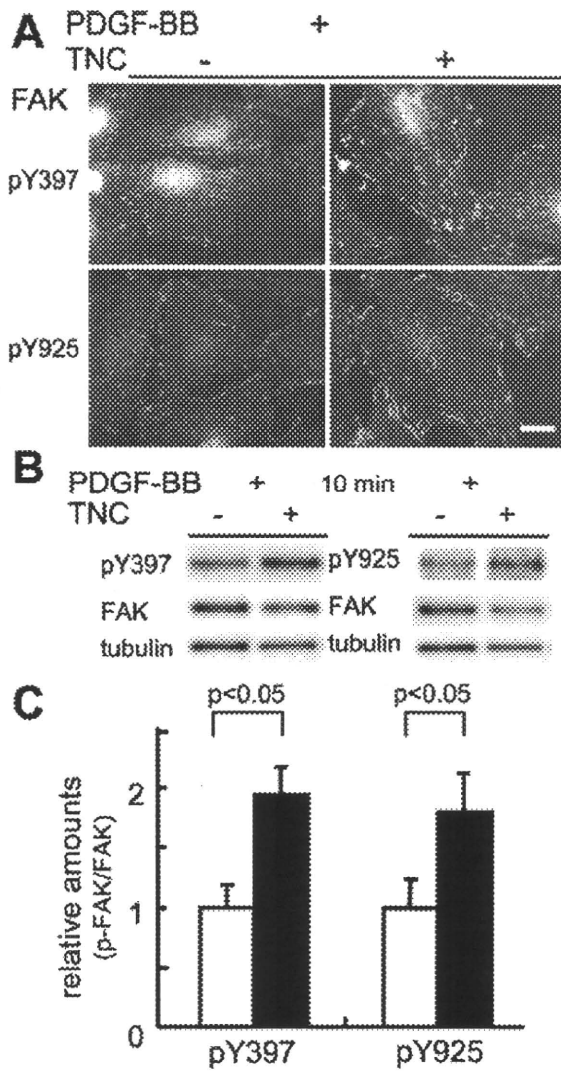 A PDGF-BB +
TNC - +
FAK
pY397
pY925
B PDGF-BB + 10 min +
TNC - + - +
pY397 pY925
FAK FAK
tubulin tubulin
C p<0.05 p<0.05
relative amounts
(p-FAK/FAK)
2
1
0
pY397 pY925